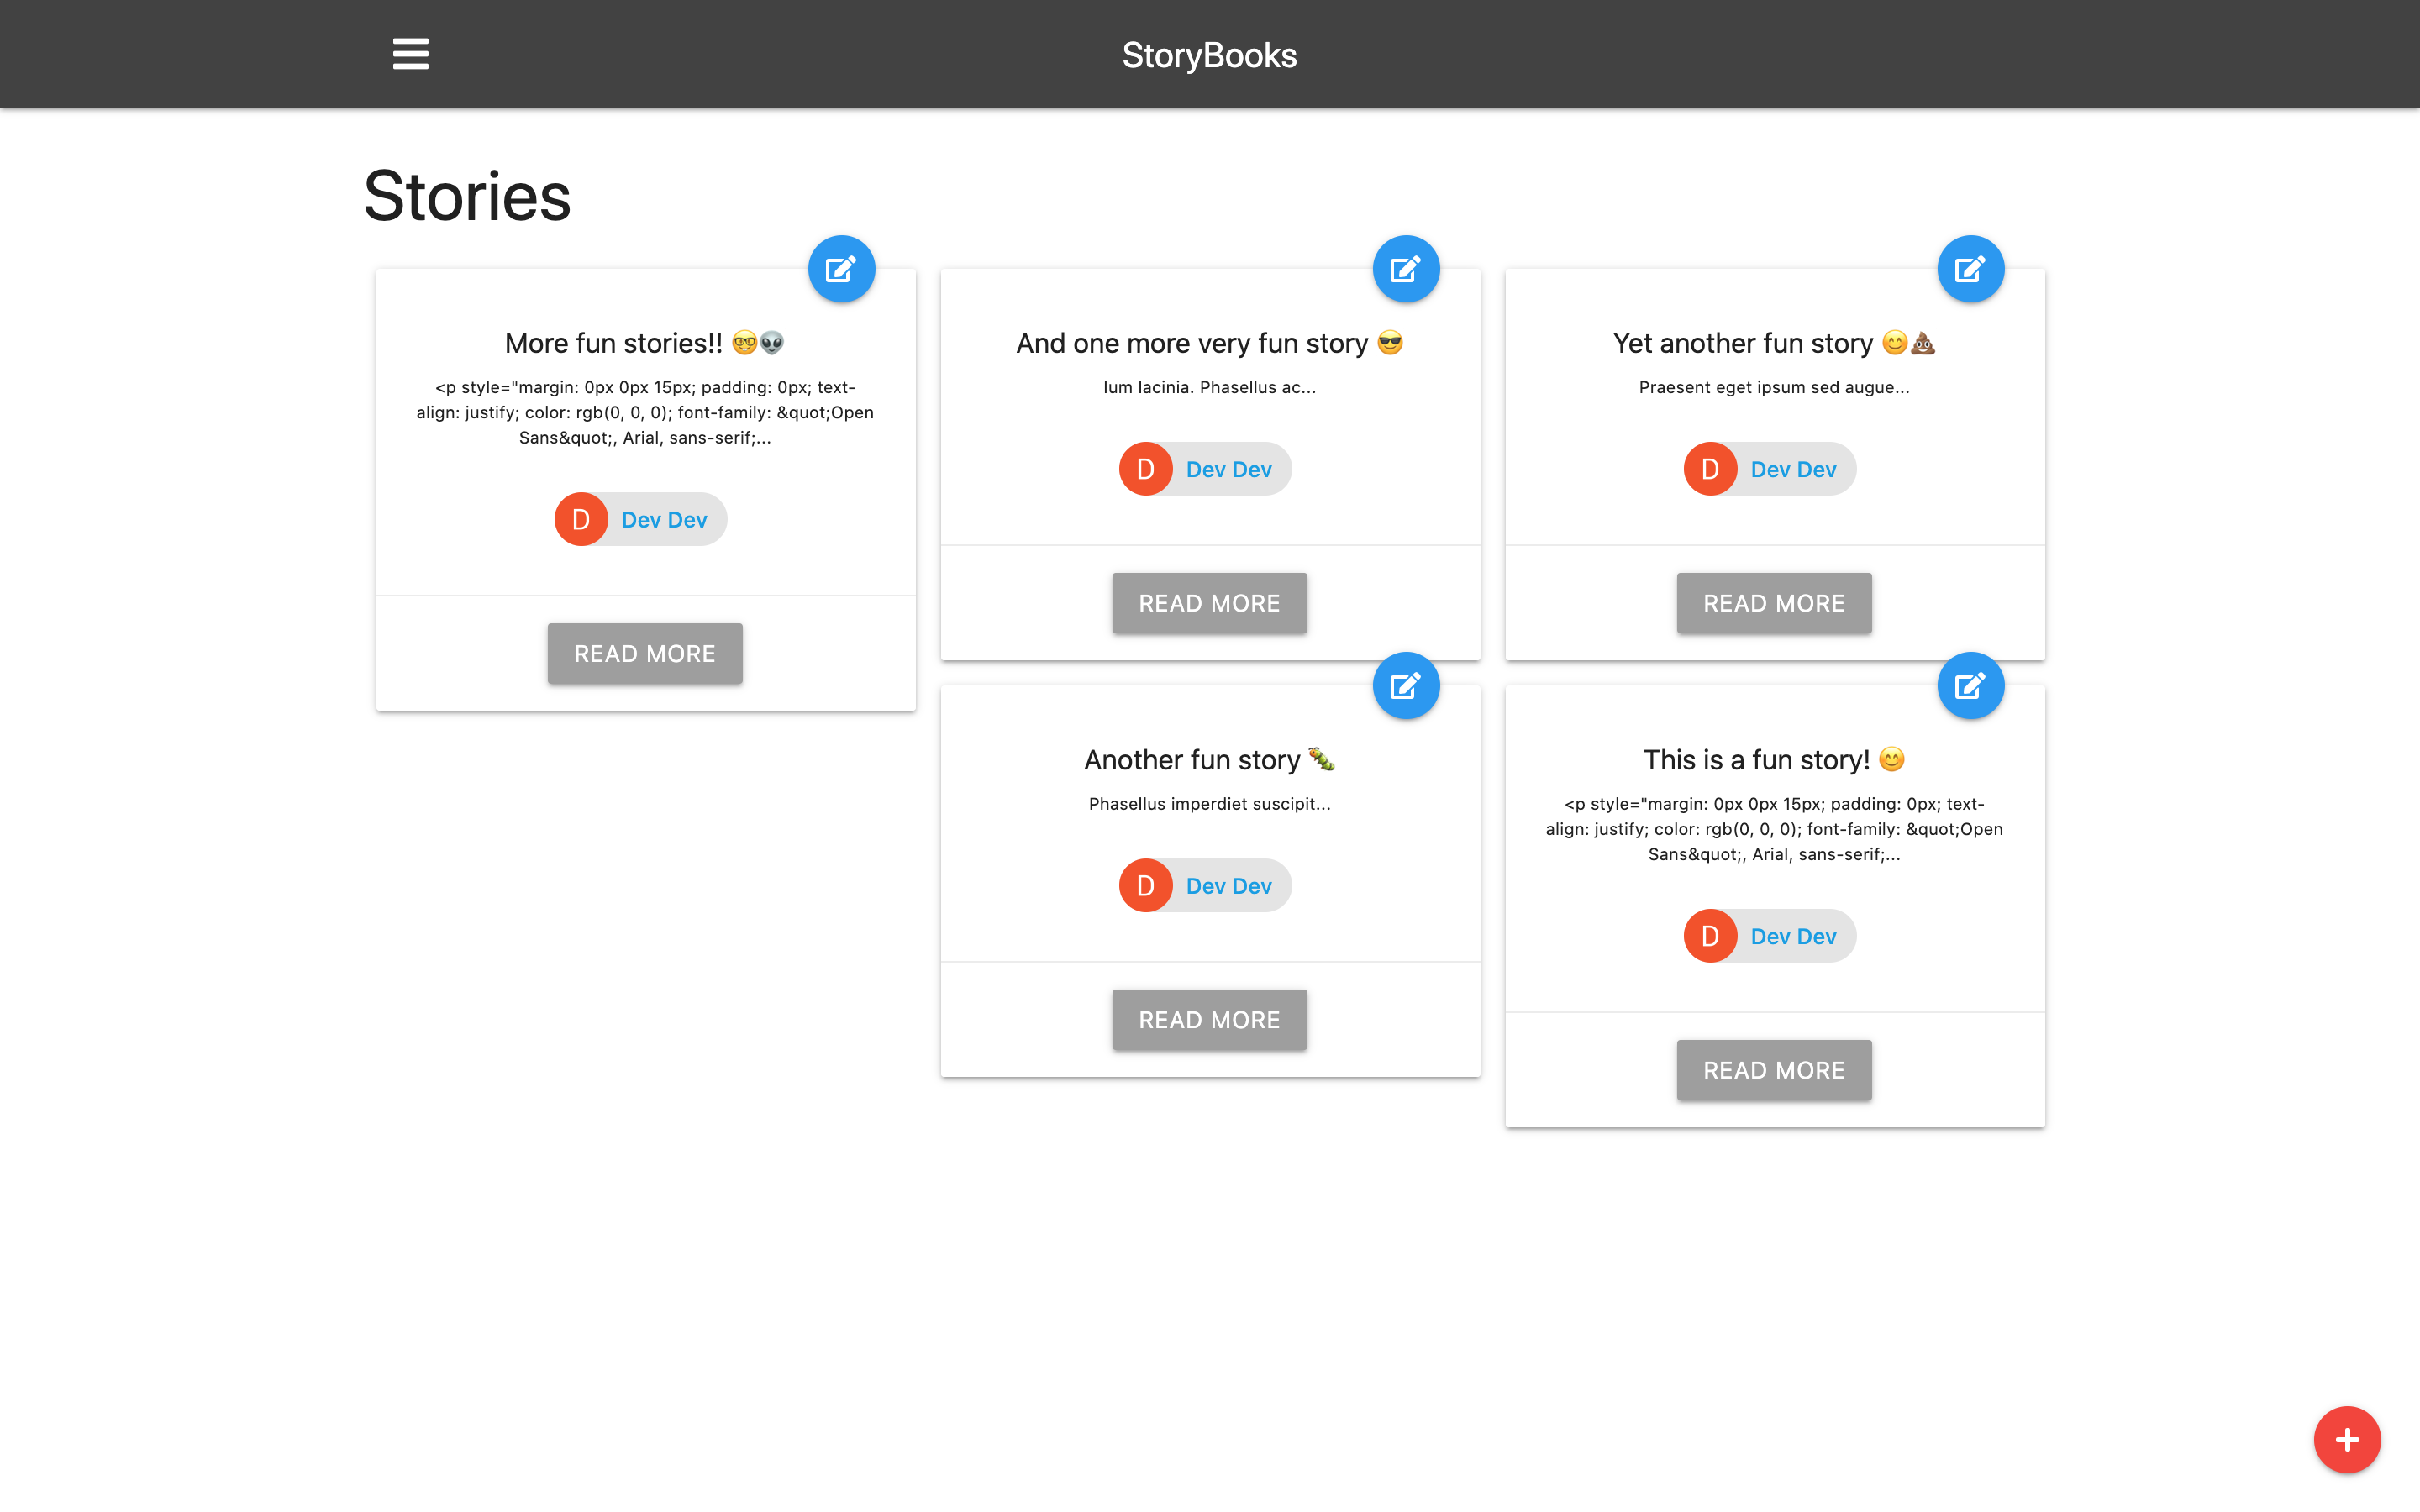 StoryBooks
Stories
More fun stories!! 🤓👽
<p style="margin: 0px 0px 15px; padding: 0px; text-
align: justify; color: rgb(0, 0, 0); font-family: &quot;Open
Sans&quot;, Arial, sans-serif;...
D Dev Dev
READ MORE
And one more very fun story 😎
Ium lacinia. Phasellus ac...
D Dev Dev
READ MORE
Yet another fun story 😊💩
Praesent eget ipsum sed augue...
D Dev Dev
READ MORE
Another fun story 🐛
Phasellus imperdiet suscipit...
D Dev Dev
READ MORE
This is a fun story! 😊
<p style="margin: 0px 0px 15px; padding: 0px; text-
align: justify; color: rgb(0, 0, 0); font-family: &quot;Open
Sans&quot;, Arial, sans-serif;...
D Dev Dev
READ MORE